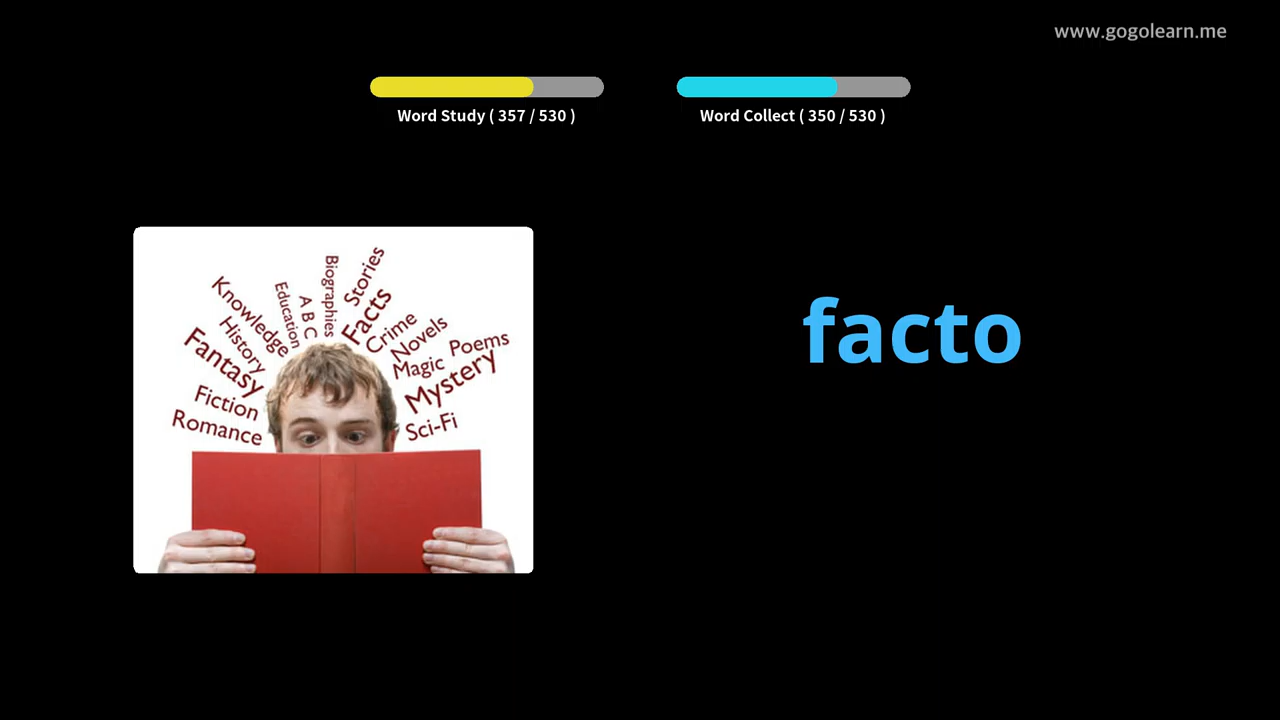 www.gogolearn.me
Word Study ( 357 / 530 )
Word Collect ( 350 / 530 )
Knowledge
Education
A B C
Biographies
Stories
Facts
History
Crime
Novels
Fantasy
Magic
Poems
Mystery
Fiction
Romance
Sci-Fi
facto